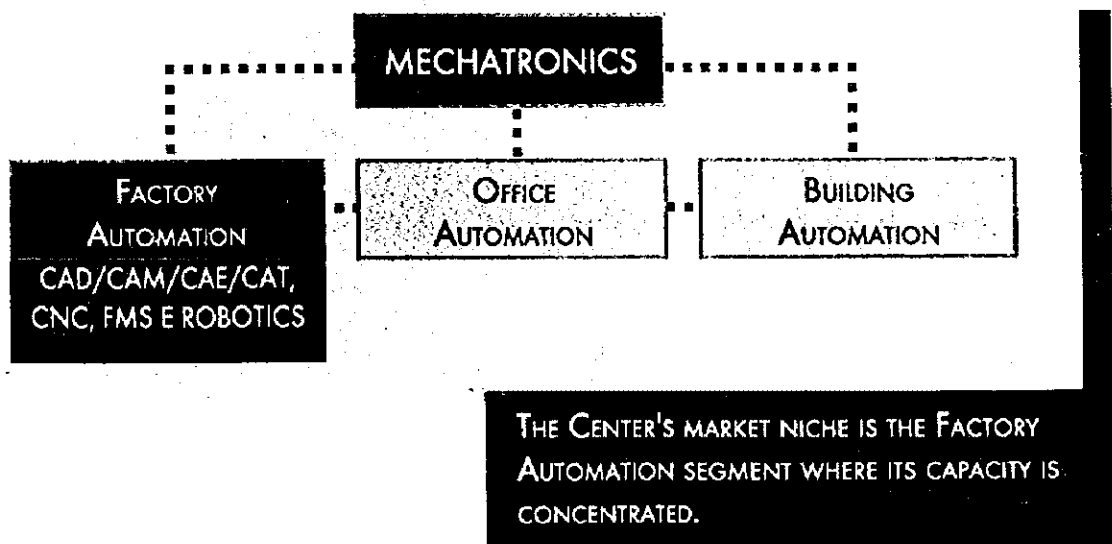 MECHATRONICS
FACTORY
AUTOMATION
CAD/CAM/CAE/CAT,
CNC, FMS E ROBOTICS
OFFICE
AUTOMATION
BUILDING
AUTOMATION
THE CENTER'S MARKET NICHE IS THE FACTORY
AUTOMATION SEGMENT WHERE ITS CAPACITY IS
CONCENTRATED.